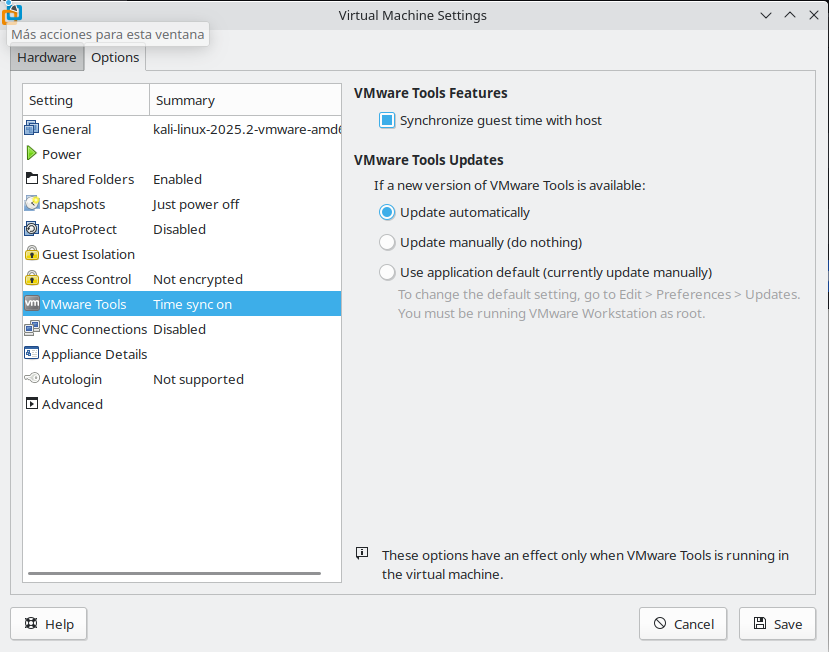 Virtual Machine Settings
Más acciones para esta ventana
Hardware Options
Setting Summary
General kali-linux-2025.2-vmware-amd6
Power
Shared Folders Enabled
Snapshots Just power off
AutoProtect Disabled
Guest Isolation
Access Control Not encrypted
vm VMware Tools Time sync on
VNC Connections Disabled
Appliance Details
Autologin Not supported
Advanced
VMware Tools Features
Synchronize guest time with host
VMware Tools Updates
If a new version of VMware Tools is available:
Update automatically
Update manually (do nothing)
Use application default (currently update manually)
To change the default setting, go to Edit > Preferences > Updates.
You must be running VMware Workstation as root.
These options have an effect only when VMware Tools is running in
the virtual machine.
Help Cancel Save